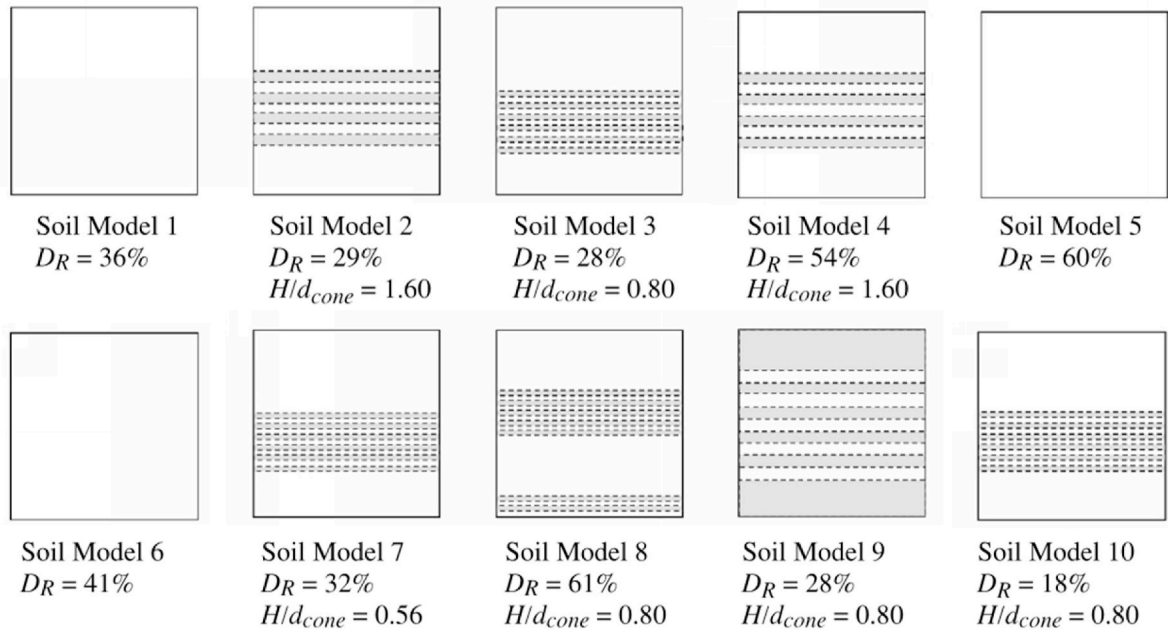 Soil Model 1
D_R = 36%
Soil Model 2
D_R = 29%
H/d_cone = 1.60
Soil Model 3
D_R = 28%
H/d_cone = 0.80
Soil Model 4
D_R = 54%
H/d_cone = 1.60
Soil Model 5
D_R = 60%
Soil Model 6
D_R = 41%
Soil Model 7
D_R = 32%
H/d_cone = 0.56
Soil Model 8
D_R = 61%
H/d_cone = 0.80
Soil Model 9
D_R = 28%
H/d_cone = 0.80
Soil Model 10
D_R = 18%
H/d_cone = 0.80